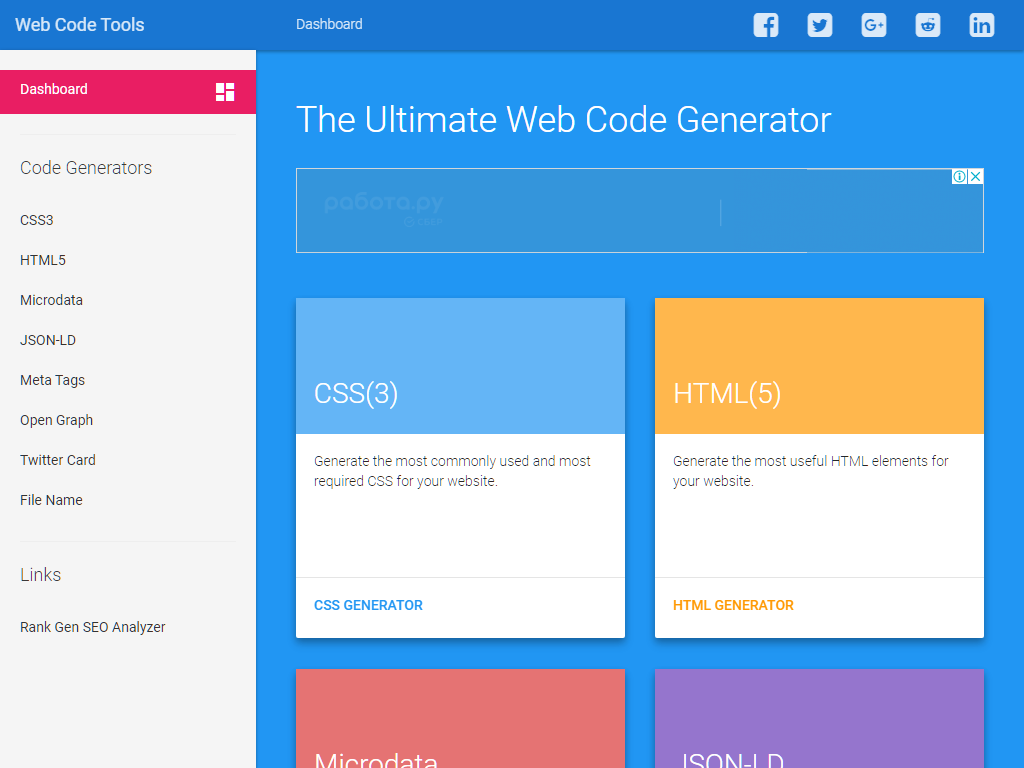 Web Code Tools
Dashboard
Dashboard
Code Generators
CSS3
HTML5
Microdata
JSON-LD
Meta Tags
Open Graph
Twitter Card
File Name
Links
Rank Gen SEO Analyzer
The Ultimate Web Code Generator
работа.ру
СБЕР
CSS(3)
Generate the most commonly used and most
required CSS for your website.
CSS GENERATOR
HTML(5)
Generate the most useful HTML elements for
your website.
HTML GENERATOR
Microdata
JSON-LD